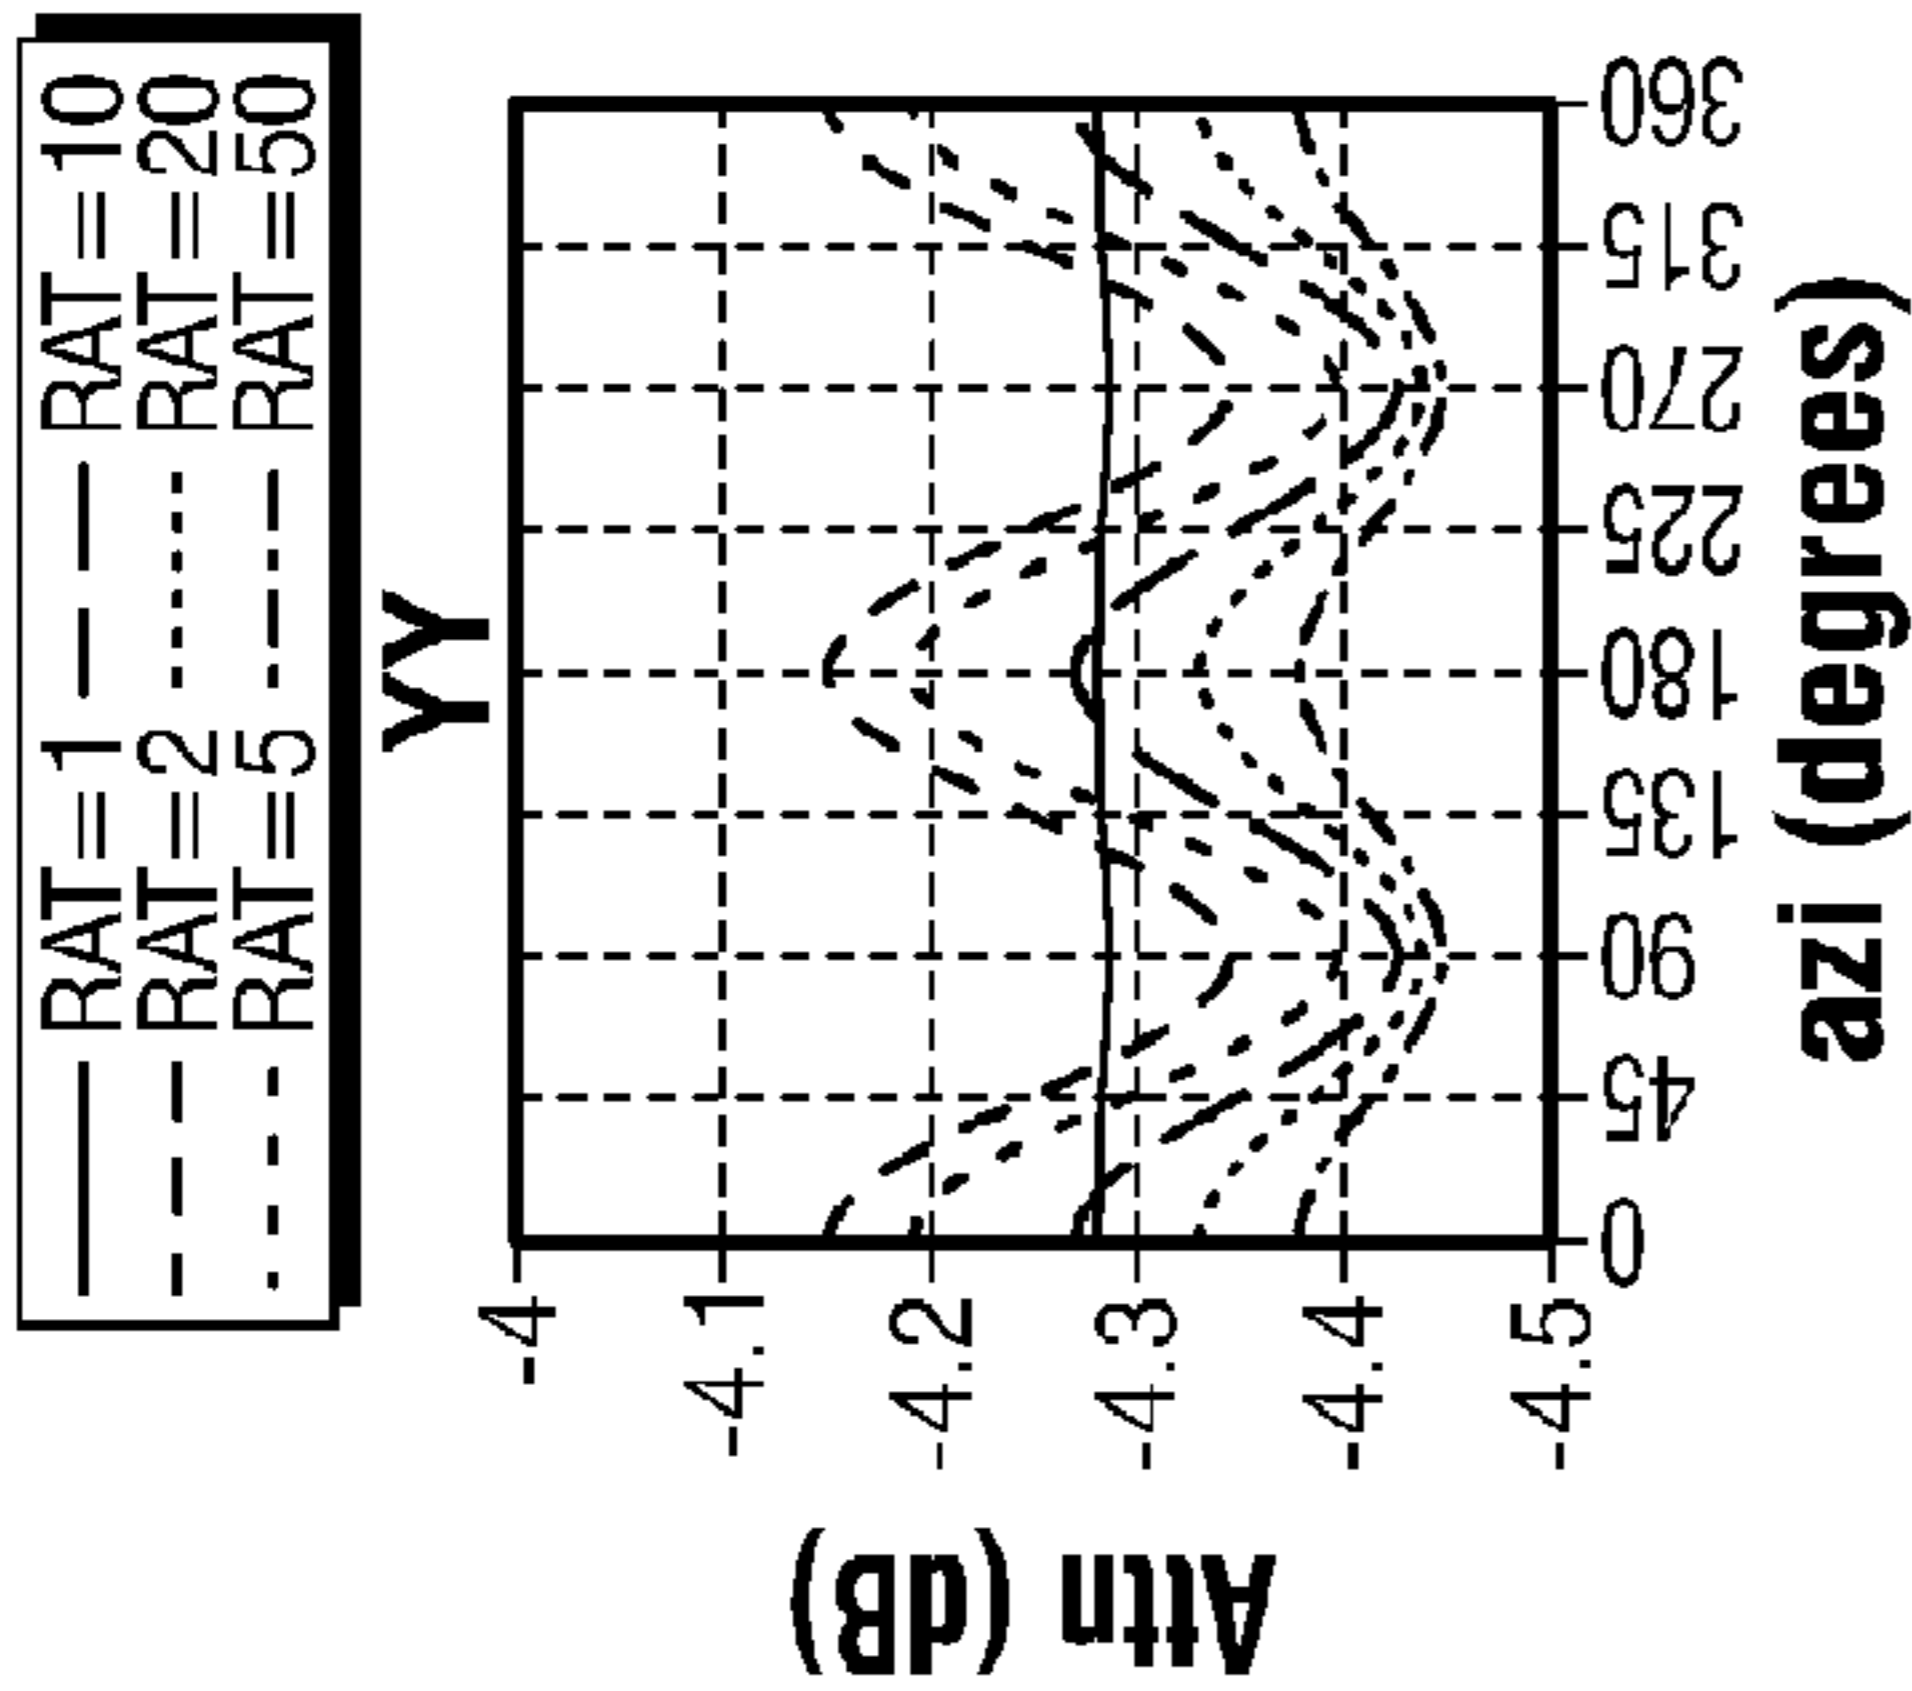 RAT=1 RAT=10
RAT=2 RAT=20
RAT=5 RAT=50
YY
Attn (dB)
-4
-4.1
-4.2
-4.3
-4.4
-4.5
0 45 90 135 180 225 270 315 360
azi (degrees)